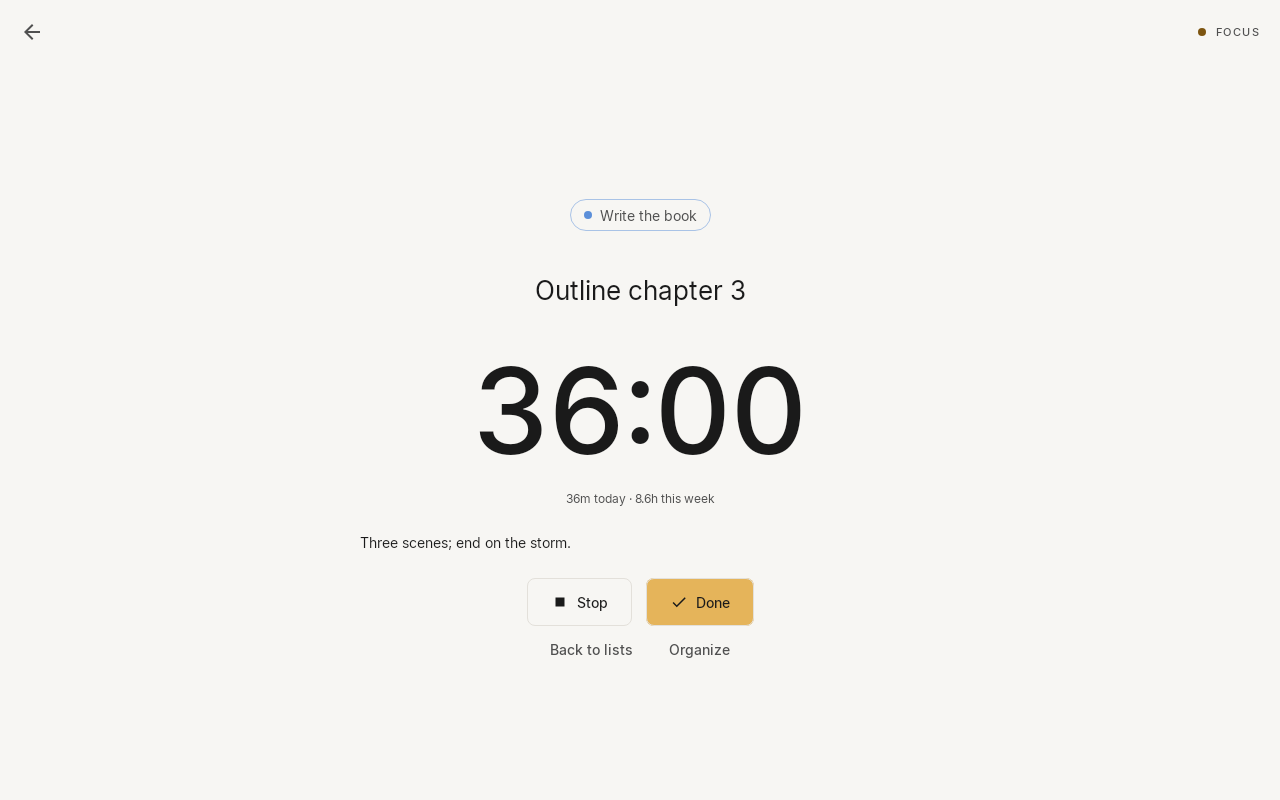 FOCUS
Write the book
Outline chapter 3
36:00
36m today · 8.6h this week
Three scenes; end on the storm.
Stop
Done
Back to lists
Organize